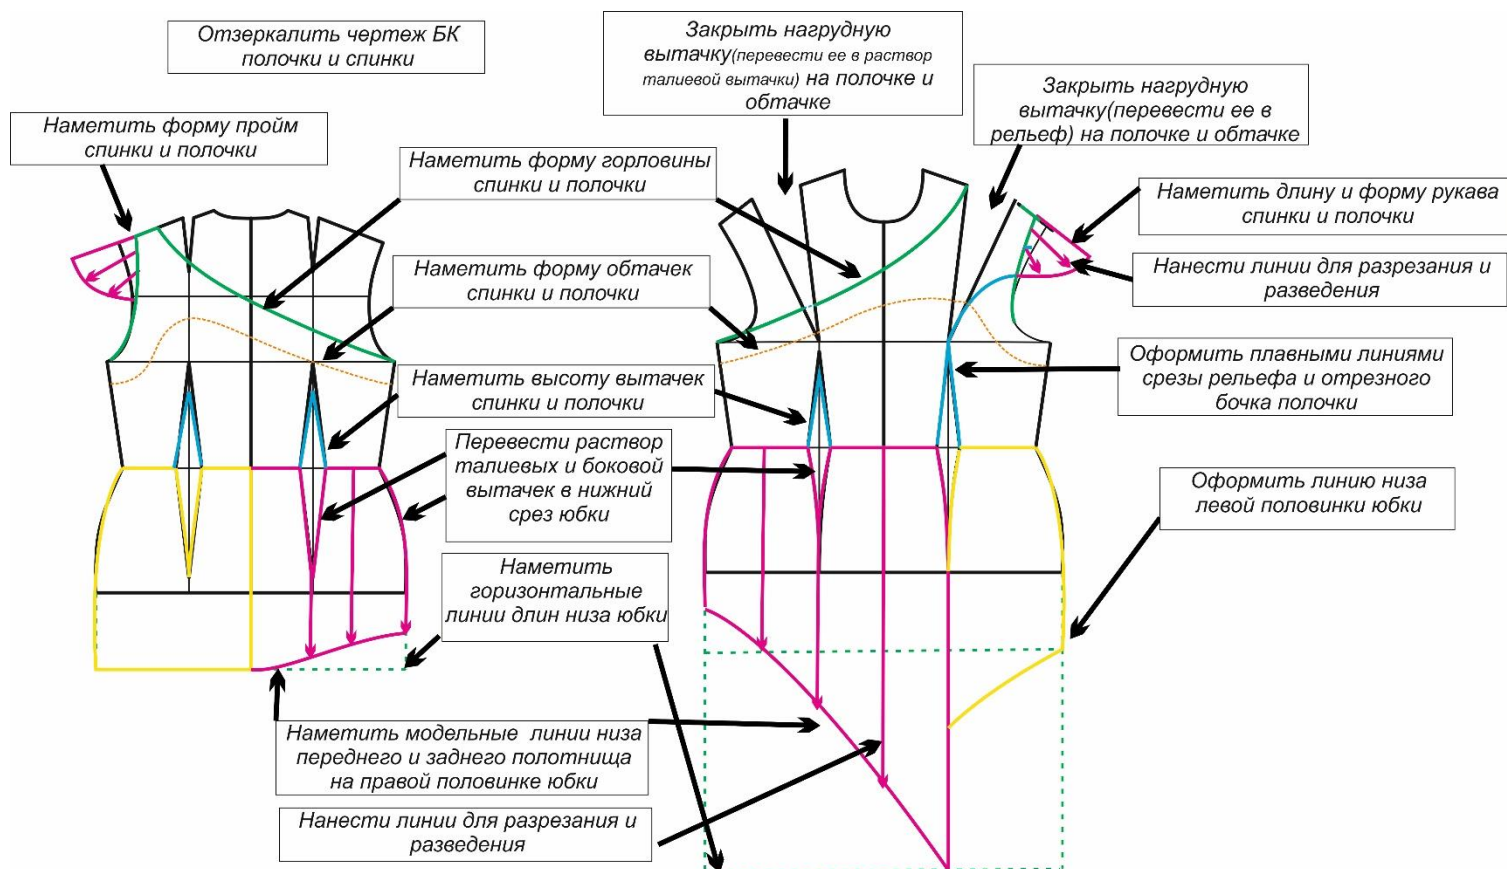 Отзеркалить чертеж БК
полочки и спинки
Закрыть нагрудную
вытачку(перевести ее в раствор
талиевой вытачки) на полочке и
обтачке
Закрыть нагрудную
вытачку(перевести ее в
рельеф) на полочке и обтачке
Наметить форму пройм
спинки и полочки
Наметить форму горловины
спинки и полочки
Наметить длину и форму рукава
спинки и полочки
Нанести линии для разрезания и
разведения
Наметить форму обтачек
спинки и полочки
Оформить плавными линиями
срезы рельефа и отрезного
бочка полочки
Наметить высоту вытачек
спинки и полочки
Перевести раствор
талиевых и боковой
вытачек в нижний
срез юбки
Оформить линию низа
левой половинки юбки
Наметить
горизонтальные
линии длин низа юбки
Наметить модельные линии низа
переднего и заднего полотнища
на правой половинке юбки
Нанести линии для разрезания и
разведения